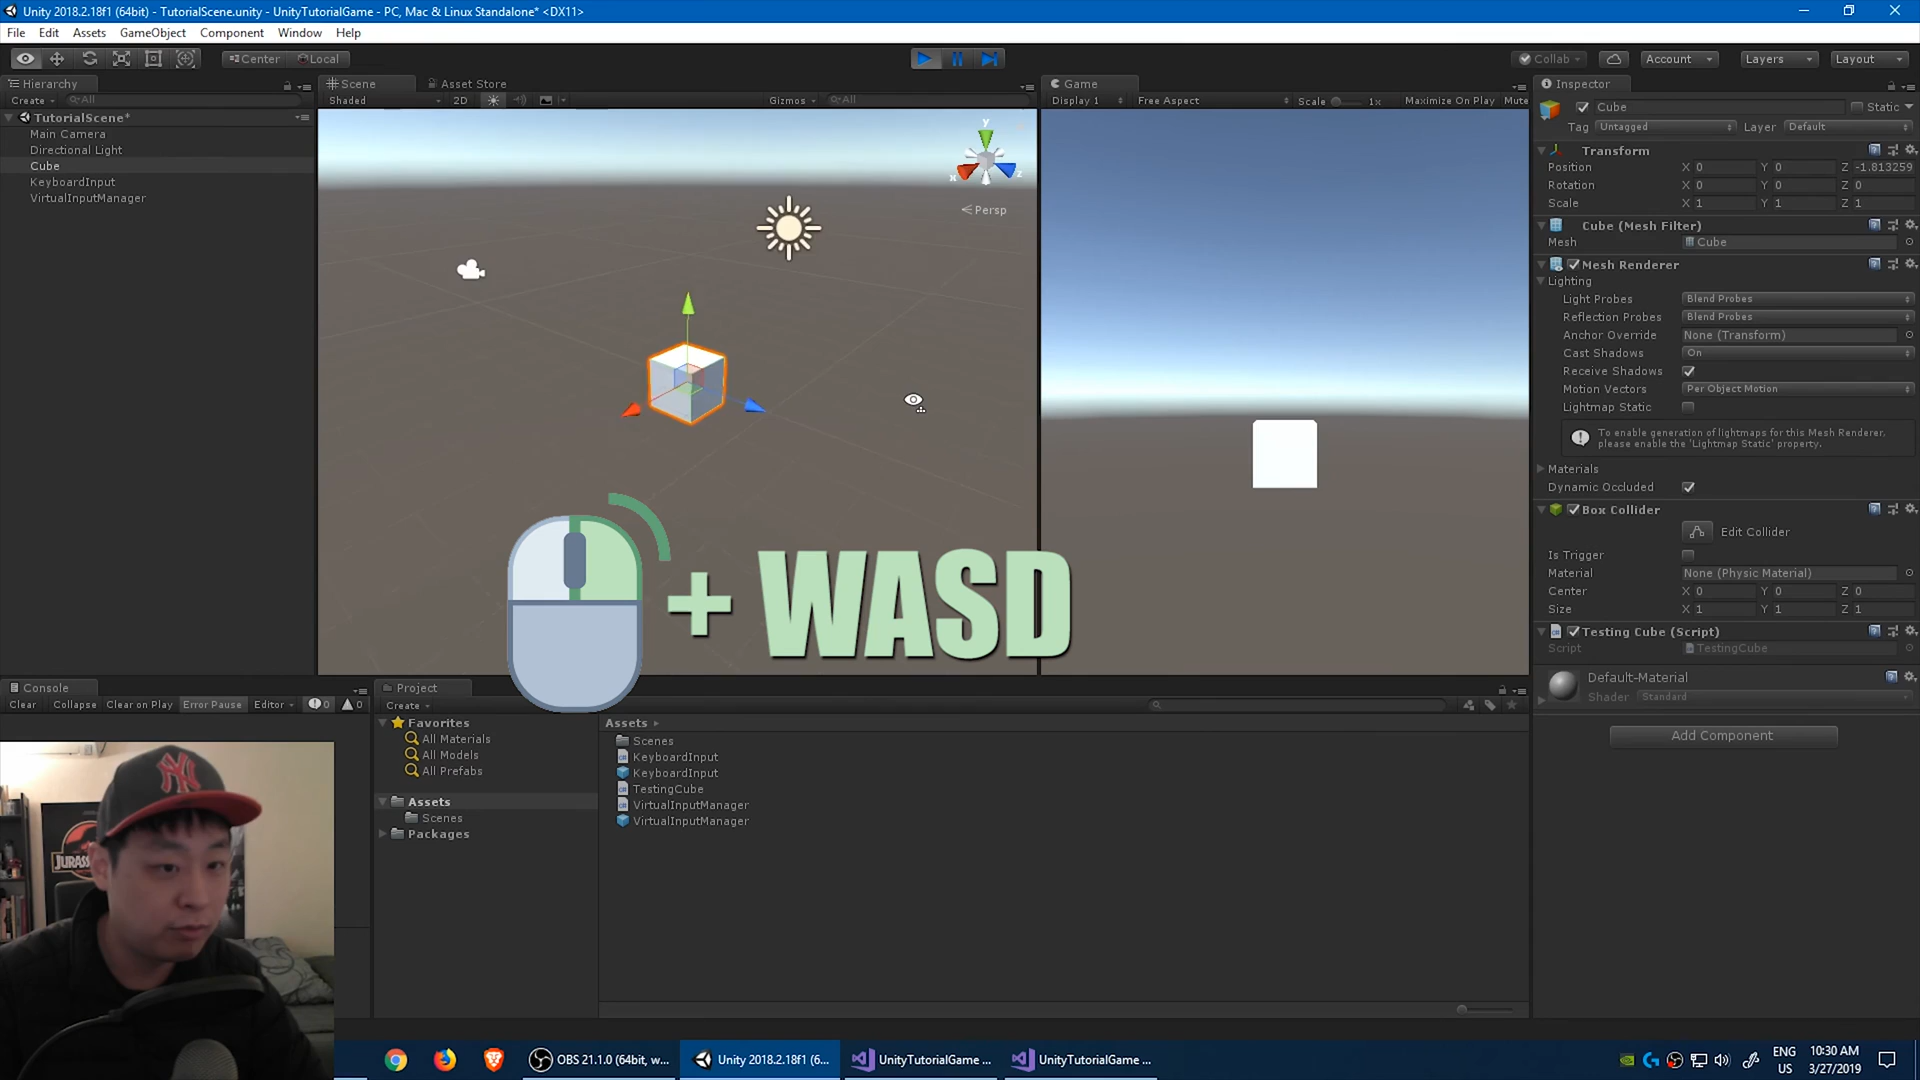 Unity 2018.2.18f1 (64bit) - TutorialScene.unity - UnityTutorialGame - PC, Mac & Linux Standalone* <DX11>
File Edit Assets GameObject Component Window Help
Center Local Collab Account Layers Layout
Hierarchy
Create All
TutorialScene*
Main Camera
Directional Light
Cube
KeyboardInput
VirtualInputManager
Scene Asset Store
Shaded 2D Gizmos All
y
x
z
Persp
Game
Display 1 Free Aspect Scale 1x Maximize On Play Mute
+ WASD
Inspector
Cube Static
Tag Untagged Layer Default
Transform
Position X 0 Y 0 Z -1.813259
Rotation X 0 Y 0 Z 0
Scale X 1 Y 1 Z 1
Cube (Mesh Filter)
Mesh Cube
Mesh Renderer
Lighting
Light Probes Blend Probes
Reflection Probes Blend Probes
Anchor Override None (Transform)
Cast Shadows On
Receive Shadows
Motion Vectors Per Object Motion
Lightmap Static
To enable generation of lightmaps for this Mesh Renderer, please enable the 'Lightmap Static' property.
Materials
Dynamic Occluded
Box Collider
Edit Collider
Is Trigger
Material None (Physic Material)
Center X 0 Y 0 Z 0
Size X 1 Y 1 Z 1
Testing Cube (Script)
Script TestingCube
Default-Material
Shader Standard
Add Component
Console
Clear Collapse Clear on Play Error Pause Editor 0 0
Project
Create
Favorites
All Materials
All Models
All Prefabs
Assets
Scenes
Packages
Assets
Scenes
KeyboardInput
KeyboardInput
TestingCube
VirtualInputManager
VirtualInputManager
JURASS
OBS 21.1.0 (64bit, w... Unity 2018.2.18f1 (6... UnityTutorialGame ... UnityTutorialGame ...
ENG
US
10:30 AM
3/27/2019